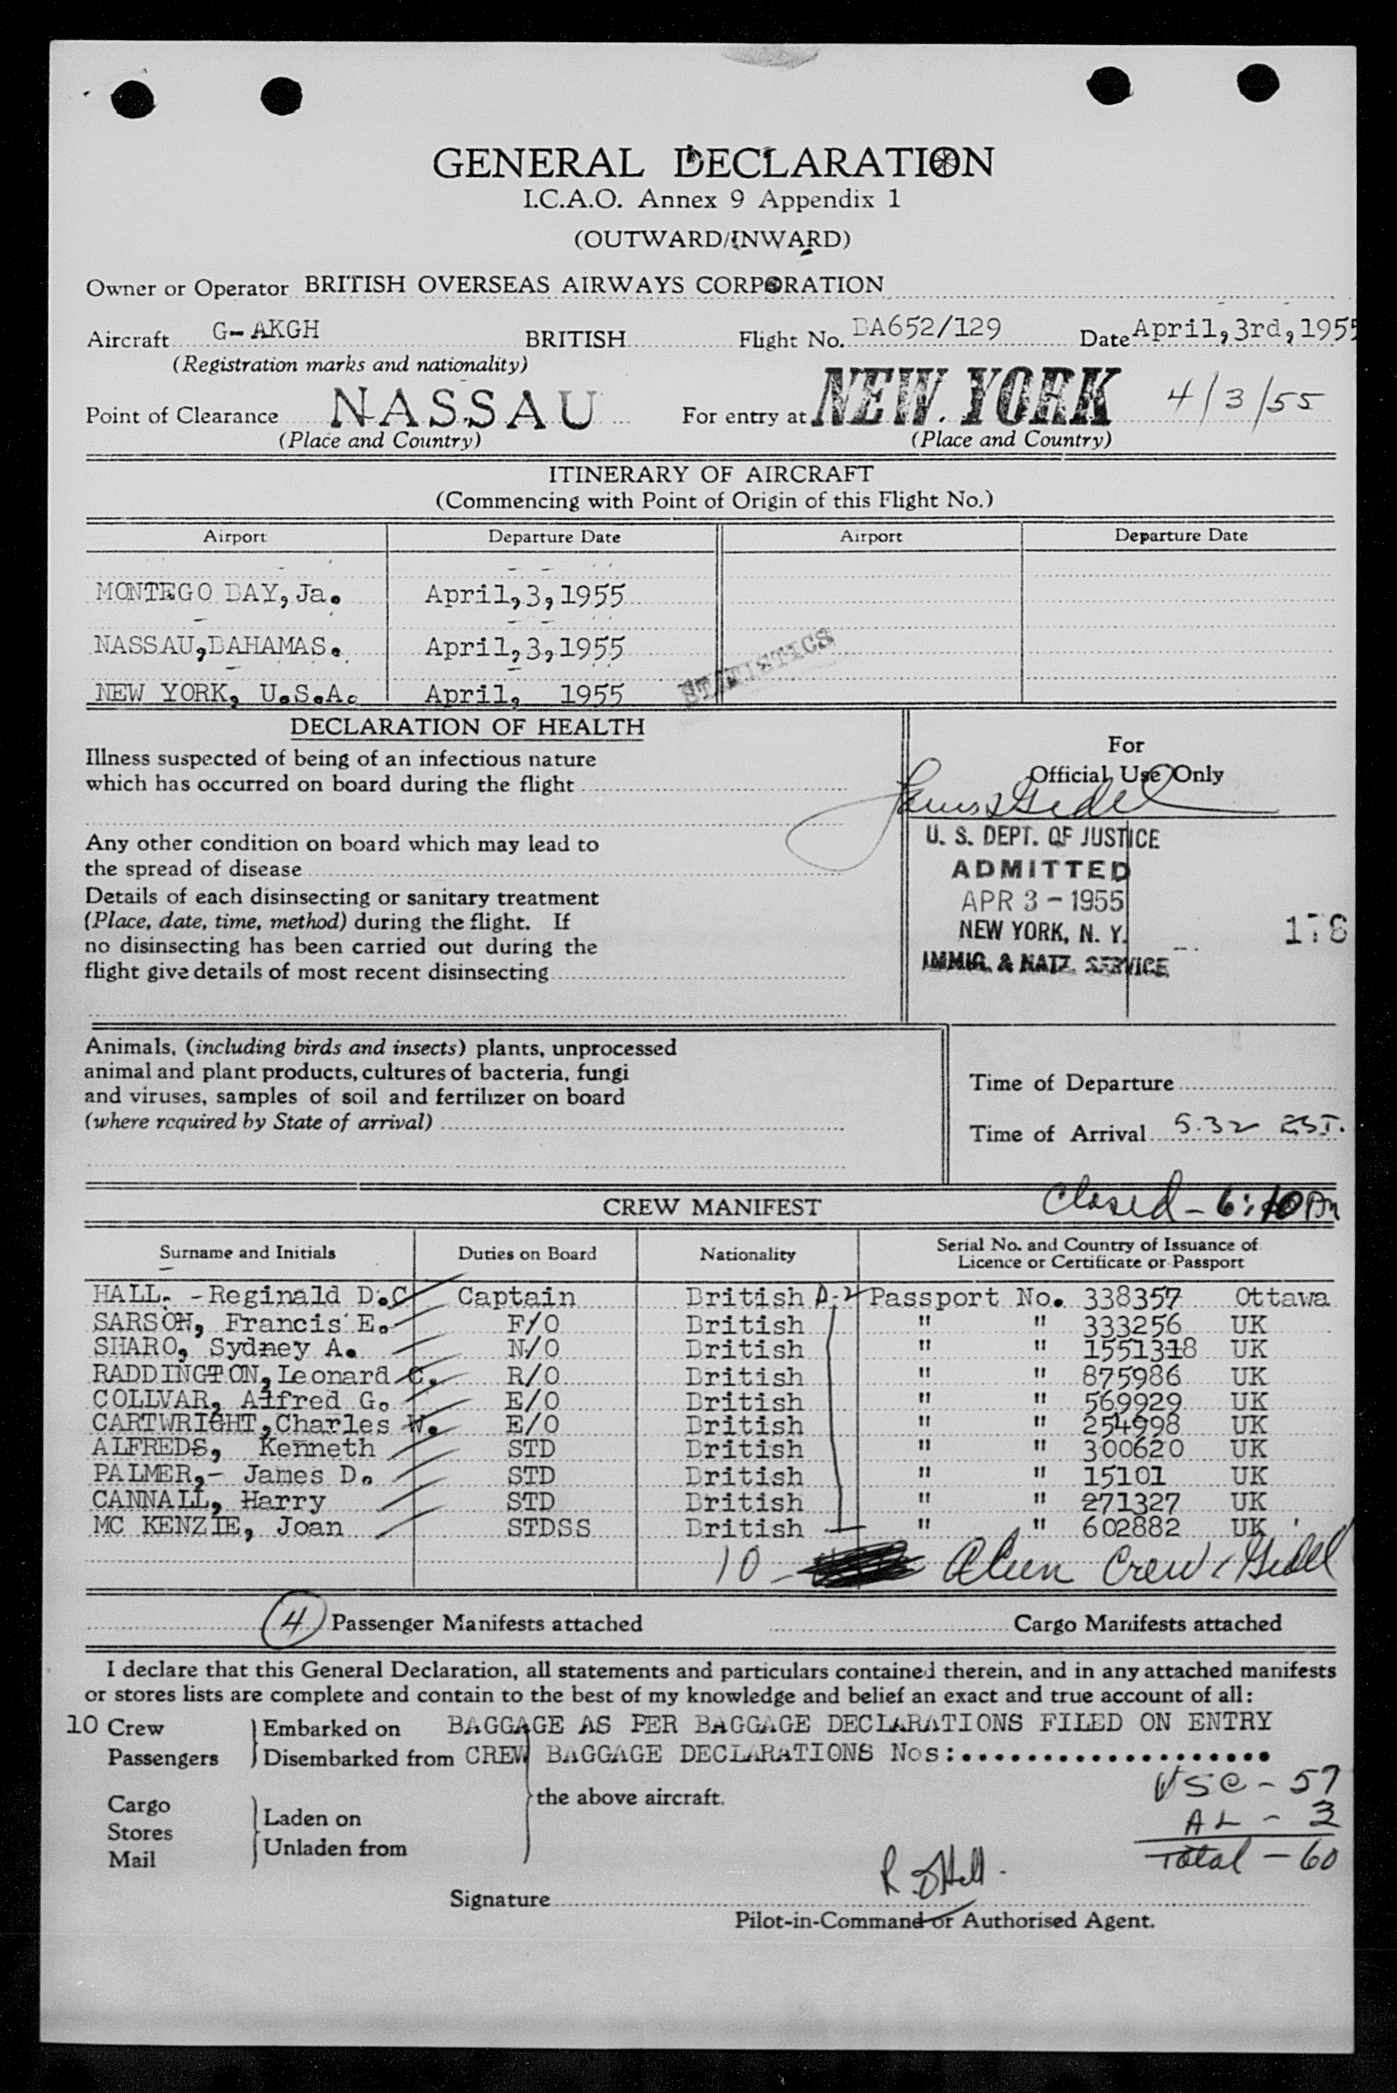 GENERAL DECLARATION
I.C.A.O. Annex 9 Appendix 1
(OUTWARD/INWARD)
Owner or Operator BRITISH OVERSEAS AIRWAYS CORPORATION
Aircraft G-AKGH BRITISH Flight No. BA652/129 Date April,3rd,1955
(Registration marks and nationality)
Point of Clearance NASSAU For entry at NEW YORK 4/3/55
(Place and Country) (Place and Country)
ITINERARY OF AIRCRAFT
(Commencing with Point of Origin of this Flight No.)
Airport Departure Date Airport Departure Date
MONTEGO BAY,Ja. April,3,1955
NASSAU,BAHAMAS. April,3,1955
STATISTICS
NEW YORK, U.S.A. April, 1955
DECLARATION OF HEALTH
Illness suspected of being of an infectious nature
which has occurred on board during the flight
Any other condition on board which may lead to
the spread of disease
Details of each disinsecting or sanitary treatment
(Place, date, time, method) during the flight. If
no disinsecting has been carried out during the
flight give details of most recent disinsecting
For
Official Use Only
U. S. DEPT. OF JUSTICE
ADMITTED
APR 3 - 1955
NEW YORK, N. Y.
IMMIG. & NATZ. SERVICE
178
Animals, (including birds and insects) plants, unprocessed
animal and plant products, cultures of bacteria, fungi
and viruses, samples of soil and fertilizer on board
(where required by State of arrival)
Time of Departure
Time of Arrival 5.32 EST.
Closed - 6:10 Pm
CREW MANIFEST
Surname and Initials Duties on Board Nationality Serial No. and Country of Issuance of
Licence or Certificate or Passport
HALL. - Reginald D.C Captain British D-2 Passport No. 338357 Ottawa
SARSON, Francis E. F/O British " " 333256 UK
SHARO, Sydney A. N/O British " " 1551318 UK
RADDINGTON, Leonard C. R/O British " " 875986 UK
COLLVAR, Alfred G. E/O British " " 569929 UK
CARTWRIGHT,Charles W. E/O British " " 254998 UK
ALFREDS, Kenneth STD British " " 300620 UK
PALMER,- James D. STD British " " 15101 UK
CANNALL, Harry STD British " " 271327 UK
MC KENZIE, Joan STDSS British " " 602882 UK
10 - Alien Crew Gedel
4 Passenger Manifests attached Cargo Manifests attached
I declare that this General Declaration, all statements and particulars contained therein, and in any attached manifests
or stores lists are complete and contain to the best of my knowledge and belief an exact and true account of all:
10 Crew Embarked on BAGGAGE AS PER BAGGAGE DECLARATIONS FILED ON ENTRY
Passengers Disembarked from CREW BAGGAGE DECLARATIONS Nos:....................
the above aircraft.
Cargo Laden on
Stores
Mail Unladen from
USC - 57
AL - 3
Total - 60
Signature
Pilot-in-Command or Authorised Agent.